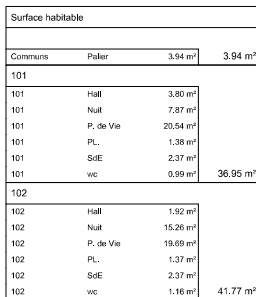 Surface habitable
Communs Palier 3.94 m² 3.94 m²
101
101 Hall 3.80 m²
101 Nuit 7.87 m²
101 P. de Vie 20.54 m²
101 PL. 1.38 m²
101 SdE 2.37 m²
101 wc 0.99 m² 36.95 m²
102
102 Hall 1.92 m²
102 Nuit 15.26 m²
102 P. de Vie 19.69 m²
102 PL. 1.37 m²
102 SdE 2.37 m²
102 wc 1.16 m² 41.77 m²